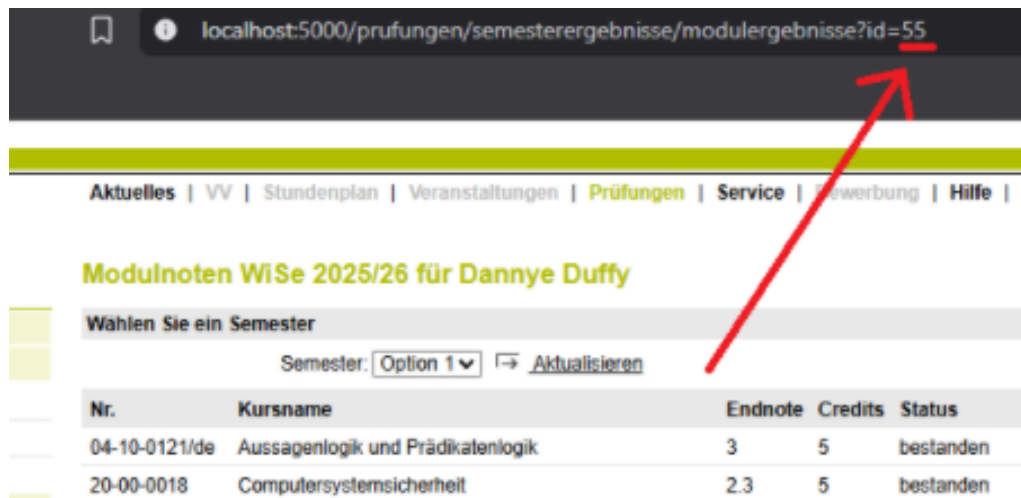 localhost:5000/prufungen/semesterergebnisse/modulergebnisse?id=55
Aktuelles | VV | Stundenplan | Veranstaltungen | Prüfungen | Service | Bewerbung | Hilfe |
Modulnoten WiSe 2025/26 für Dannye Duffy
Wählen Sie ein Semester
Semester: Option 1 Aktualisieren
Nr. Kursname Endnote Credits Status
04-10-0121/de Aussagenlogik und Prädikatenlogik 3 5 bestanden
20-00-0018 Computersystemsicherheit 2.3 5 bestanden